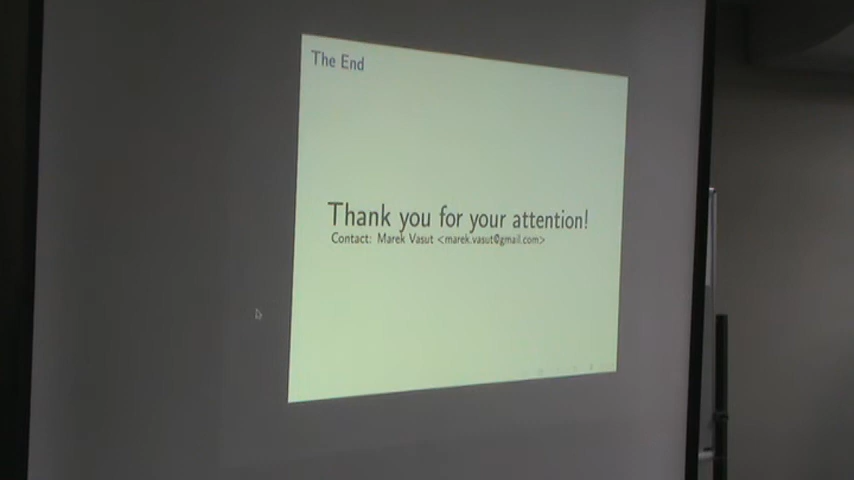 The End
Thank you for your attention!
Contact: Marek Vasut <marek.vasut@gmail.com>